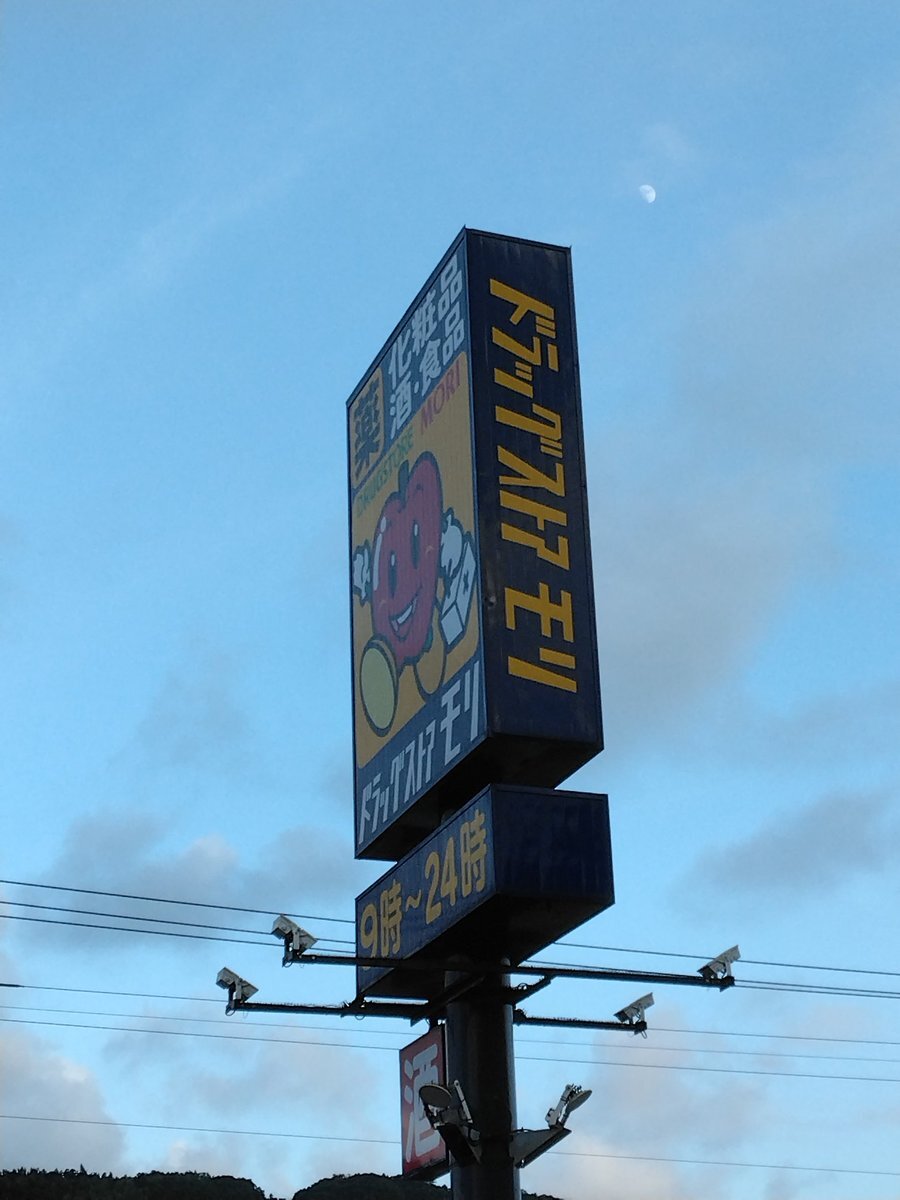 薬
化粧品
酒・食品
DRUGSTORE MORI
ドラッグストアモリ
ドラッグストア モリ
9時~24時
酒